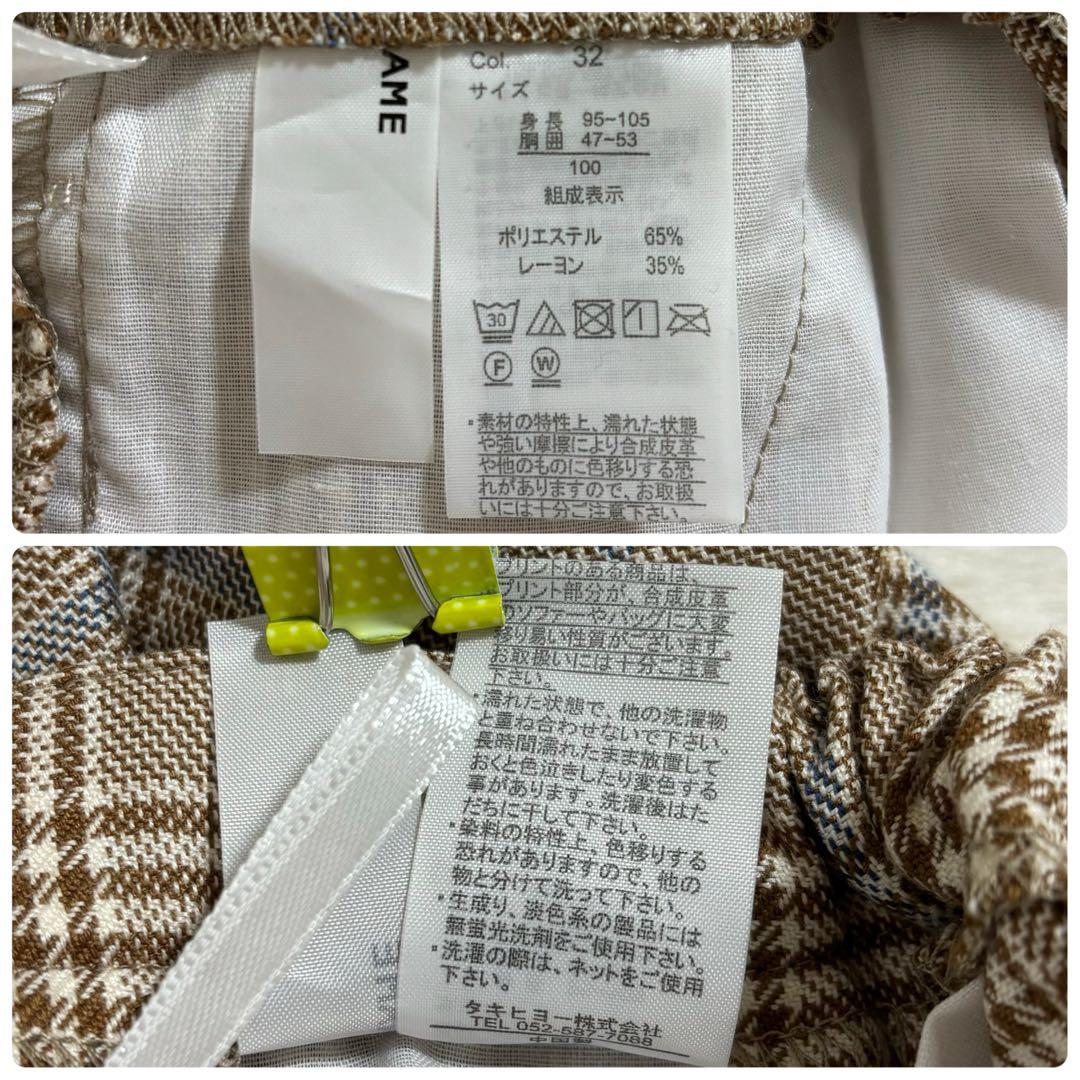 AME
Col. 32
サイズ
身長 95~105
胴囲 47~53
100
組成表示
ポリエステル 65%
レーヨン 35%
30
F W
・素材の特性上、濡れた状態
や強い摩擦により合成皮革
や他のものに色移りする恐
れがありますので、お取扱
いには十分ご注意下さい。
プリントのある商品は、
プリント部分が、合成皮革
のソファーやバッグに大変
移り易い性質がございます。
お取扱いには十分ご注意
下さい。
・濡れた状態で、他の洗濯物
と重ね合わせないで下さい。
長時間濡れたまま放置して
おくと色泣きしたり変色する
事があります。洗濯後はた
だちに干して下さい。
・染料の特性上、色移りする
恐れがありますので、他の
物と分けて洗って下さい。
・生成り、淡色系の製品には
無蛍光洗剤をご使用下さい。
・洗濯の際は、ネットをご使用
下さい。
タキヒヨー株式会社
TEL 052-587-7088
中国製